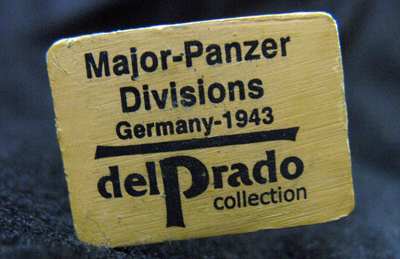 Major-Panzer
Divisions
Germany-1943
delPrado
collection